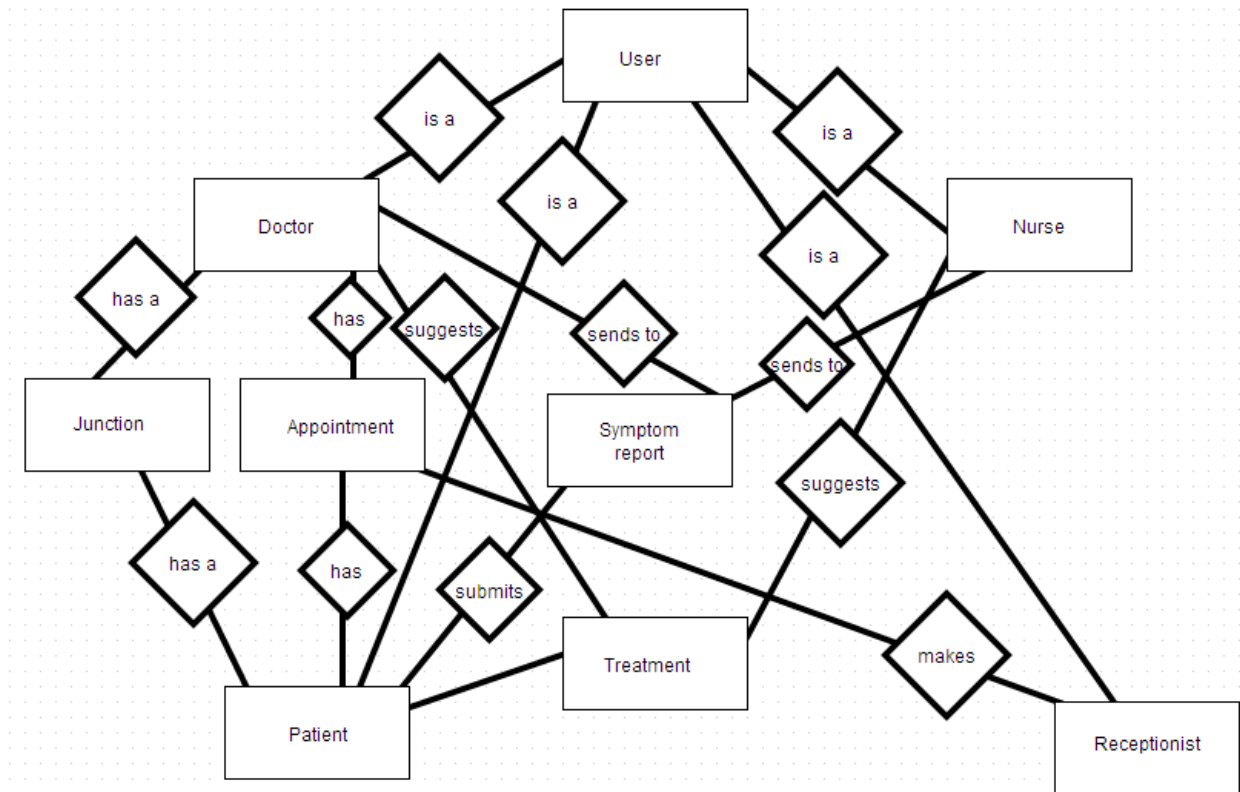 User
is a
is a
is a
Doctor
Nurse
is a
has a
has
suggests
sends to
sends to
Junction
Appointment
Symptom
report
suggests
has a
has
submits
makes
Treatment
Patient
Receptionist